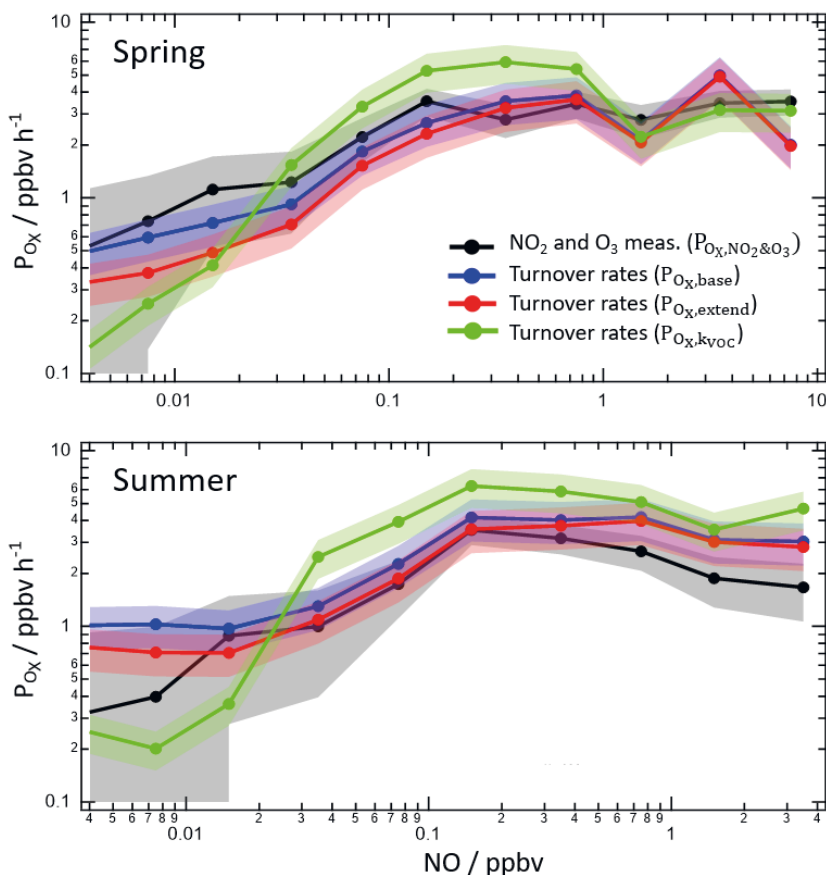 Spring
10
6
5
4
3
2
1
6
5
4
3
2
0.1
P_Ox / ppbv h⁻¹
NO₂ and O₃ meas. (P_Ox,NO₂&O₃)
Turnover rates (P_Ox,base)
Turnover rates (P_Ox,extend)
Turnover rates (P_Ox,kVOC)
0.01 0.1 1 10
Summer
10
6
5
4
3
2
1
6
5
4
3
2
0.1
P_Ox / ppbv h⁻¹
4 5 6 7 8 9 0.01 2 3 4 5 6 7 8 9 0.1 2 3 4 5 6 7 8 9 1 2 3 4
NO / ppbv